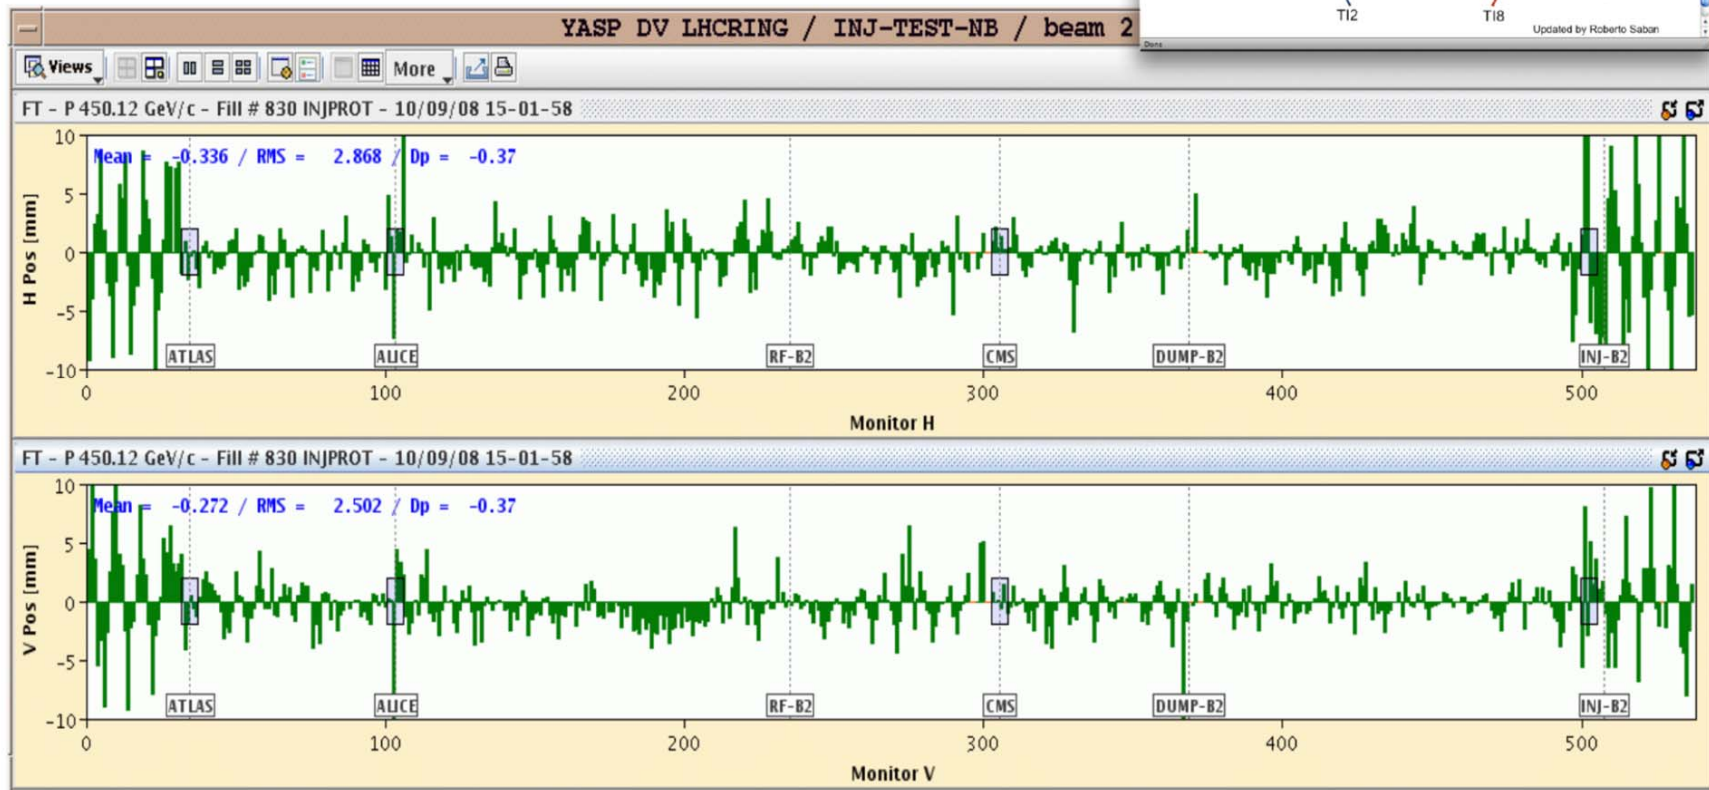 YASP DV LHCRING / INJ-TEST-NB / beam 2
TI2
TI8
Updated by Roberto Saban
Done
Views
More
FT - P 450.12 GeV/c - Fill # 830 INJPROT - 10/09/08 15-01-58
10
Mean = -0.336 / RMS = 2.868 / Dp = -0.37
5
H Pos [mm]
0
-5
ATLAS
ALICE
RF-B2
CMS
DUMP-B2
INJ-B2
-10
0
100
200
300
400
500
Monitor H
FT - P 450.12 GeV/c - Fill # 830 INJPROT - 10/09/08 15-01-58
10
Mean = -0.272 / RMS = 2.502 / Dp = -0.37
5
V Pos [mm]
0
-5
ATLAS
ALICE
RF-B2
CMS
DUMP-B2
INJ-B2
-10
0
100
200
300
400
500
Monitor V